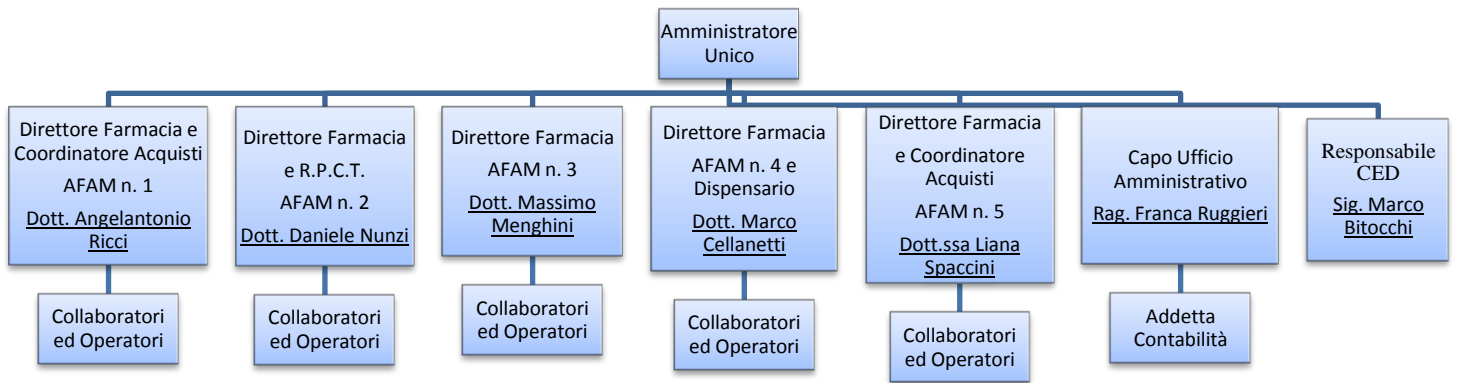 Amministratore
Unico
Direttore Farmacia e
Coordinatore Acquisti
AFAM n. 1
Dott. Angelantonio
Ricci
Direttore Farmacia
e R.P.C.T.
AFAM n. 2
Dott. Daniele Nunzi
Direttore Farmacia
AFAM n. 3
Dott. Massimo
Menghini
Direttore Farmacia
AFAM n. 4 e
Dispensario
Dott. Marco
Cellanetti
Direttore Farmacia
e Coordinatore
Acquisti
AFAM n. 5
Dott.ssa Liana
Spaccini
Capo Ufficio
Amministrativo
Rag. Franca Ruggieri
Responsabile
CED
Sig. Marco
Bitocchi
Collaboratori
ed Operatori
Collaboratori
ed Operatori
Collaboratori
ed Operatori
Collaboratori
ed Operatori
Collaboratori
ed Operatori
Addetta
Contabilità